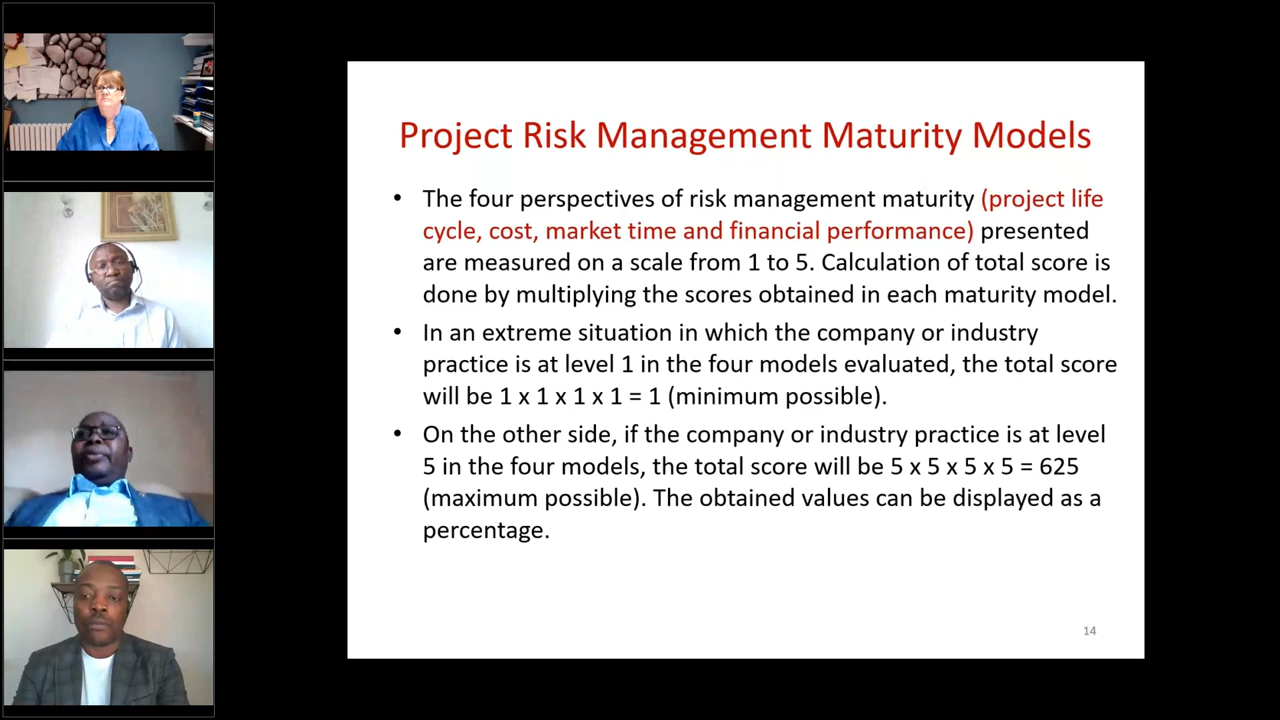 Project Risk Management Maturity Models
• The four perspectives of risk management maturity (project life
cycle, cost, market time and financial performance) presented
are measured on a scale from 1 to 5. Calculation of total score is
done by multiplying the scores obtained in each maturity model.
• In an extreme situation in which the company or industry
practice is at level 1 in the four models evaluated, the total score
will be 1 x 1 x 1 x 1 = 1 (minimum possible).
• On the other side, if the company or industry practice is at level
5 in the four models, the total score will be 5 x 5 x 5 x 5 = 625
(maximum possible). The obtained values can be displayed as a
percentage.
14